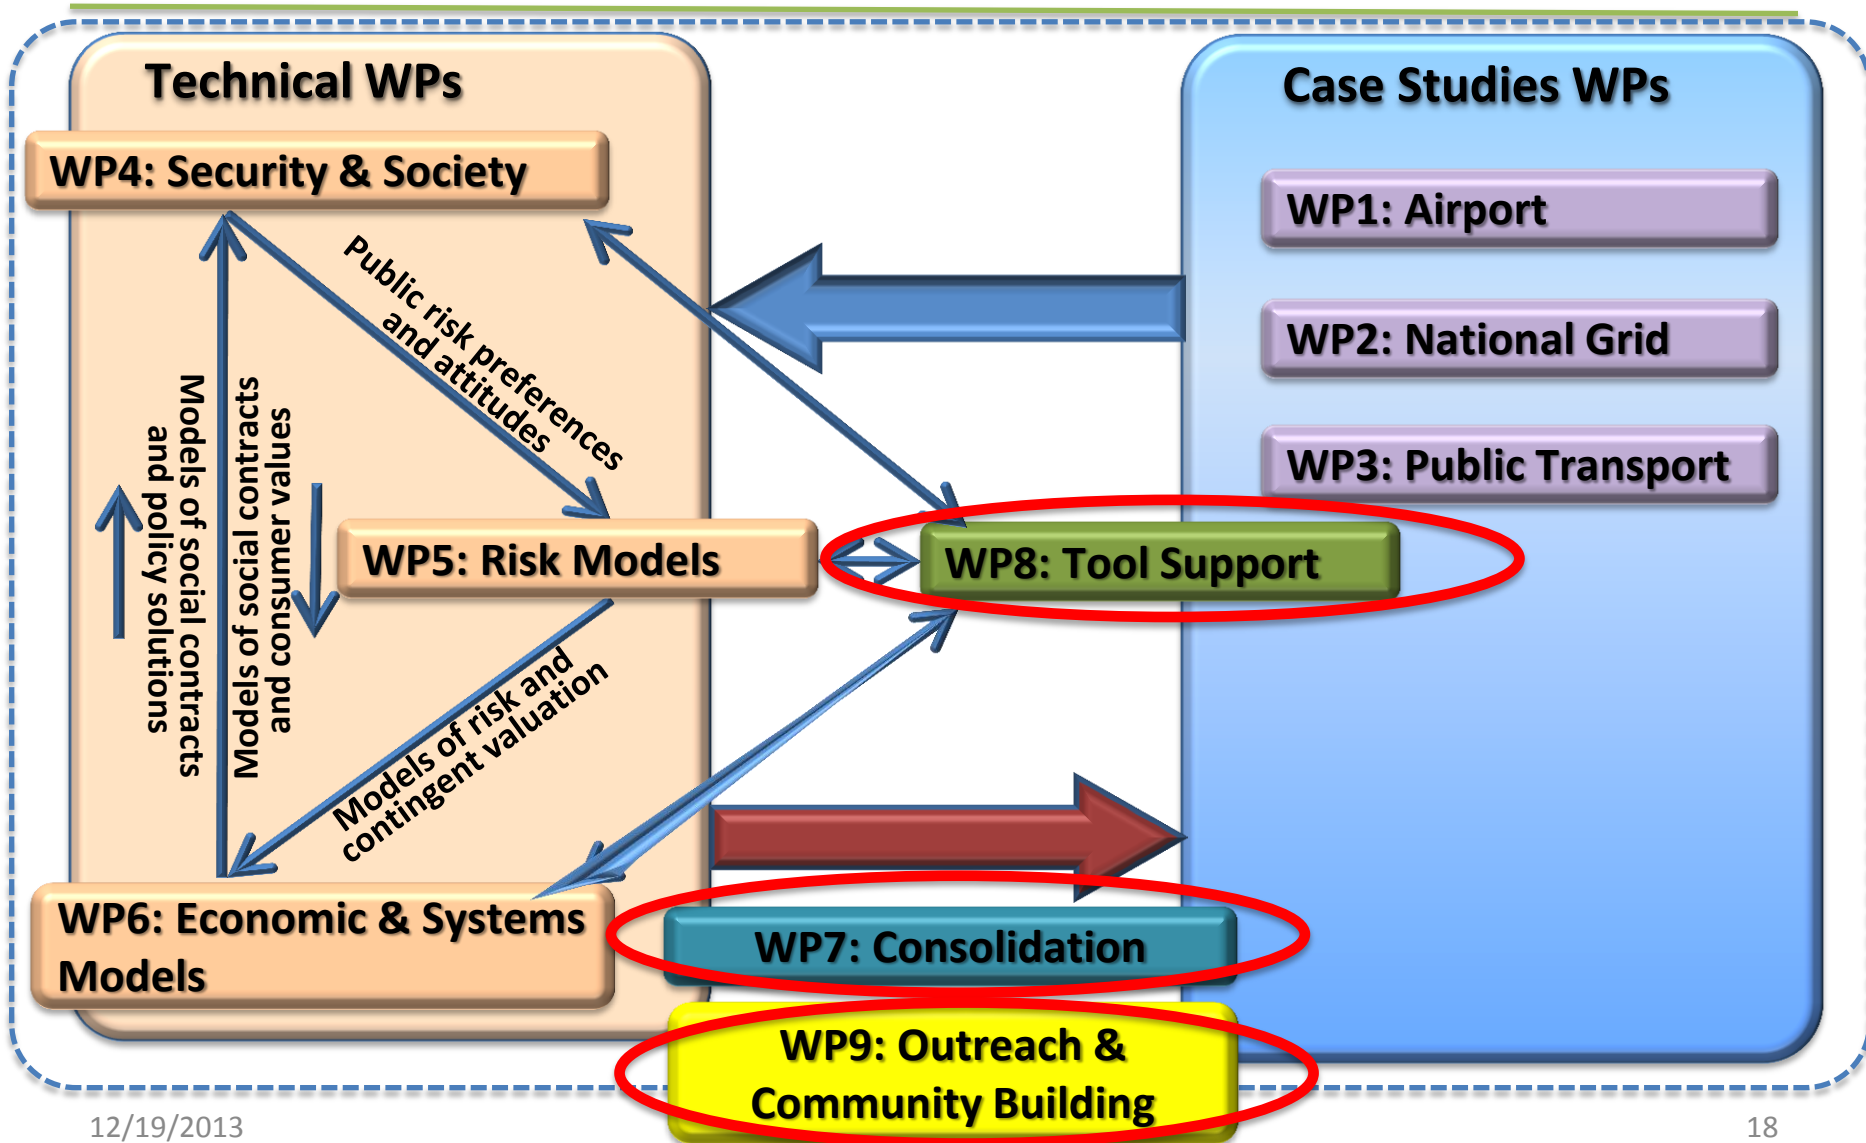 Technical WPs
Case Studies WPs
WP4: Security & Society
WP1: Airport
WP2: National Grid
WP3: Public Transport
Public risk preferences
and attitudes
Models of social contracts
and policy solutions
Models of social contracts
and consumer values
WP5: Risk Models
WP8: Tool Support
Models of risk and
contingent valuation
WP6: Economic & Systems
Models
WP7: Consolidation
WP9: Outreach &
Community Building
12/19/2013
18